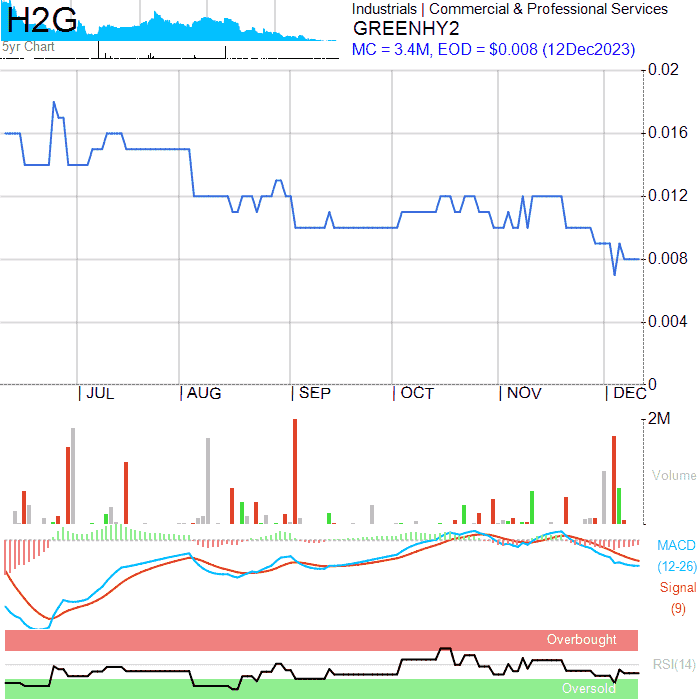 H2G
5yr Chart
Industrials | Commercial & Professional Services
GREENHY2
MC = 3.4M, EOD = $0.008 (12Dec2023)
0.02
0.016
0.012
0.008
0.004
0
| JUL | AUG | SEP | OCT | NOV | DEC
2M
Volume
MACD
(12-26)
Signal
(9)
Overbought
RSI(14)
Oversold